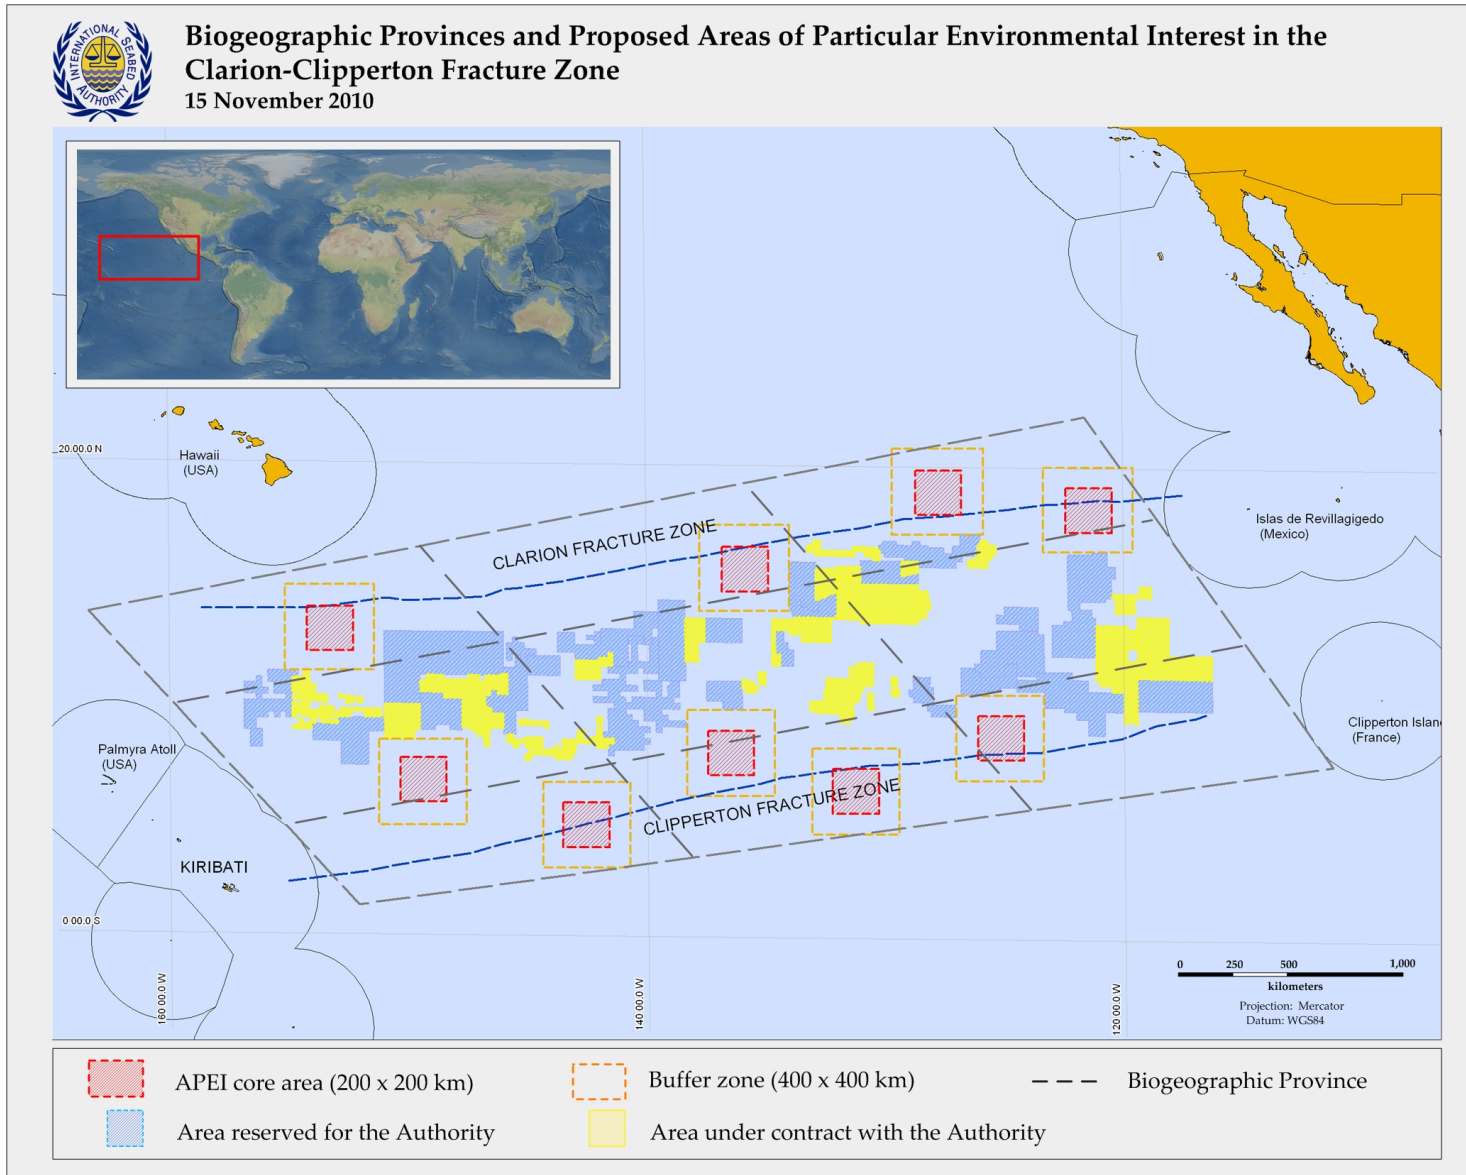 INTERNATIONAL SEABED
AUTHORITY
Biogeographic Provinces and Proposed Areas of Particular Environmental Interest in the
Clarion-Clipperton Fracture Zone
15 November 2010
20 00.0 N
Hawaii
(USA)
CLARION FRACTURE ZONE
Islas de Revillagigedo
(Mexico)
Clipperton Islan
(France)
Palmyra Atoll
(USA)
CLIPPERTON FRACTURE ZONE
KIRIBATI
0 00.0 S
160 00.0 W
140 00.0 W
120 00.0 W
0 250 500 1,000
kilometers
Projection: Mercator
Datum: WGS84
APEI core area (200 x 200 km)
Buffer zone (400 x 400 km)
Biogeographic Province
Area reserved for the Authority
Area under contract with the Authority